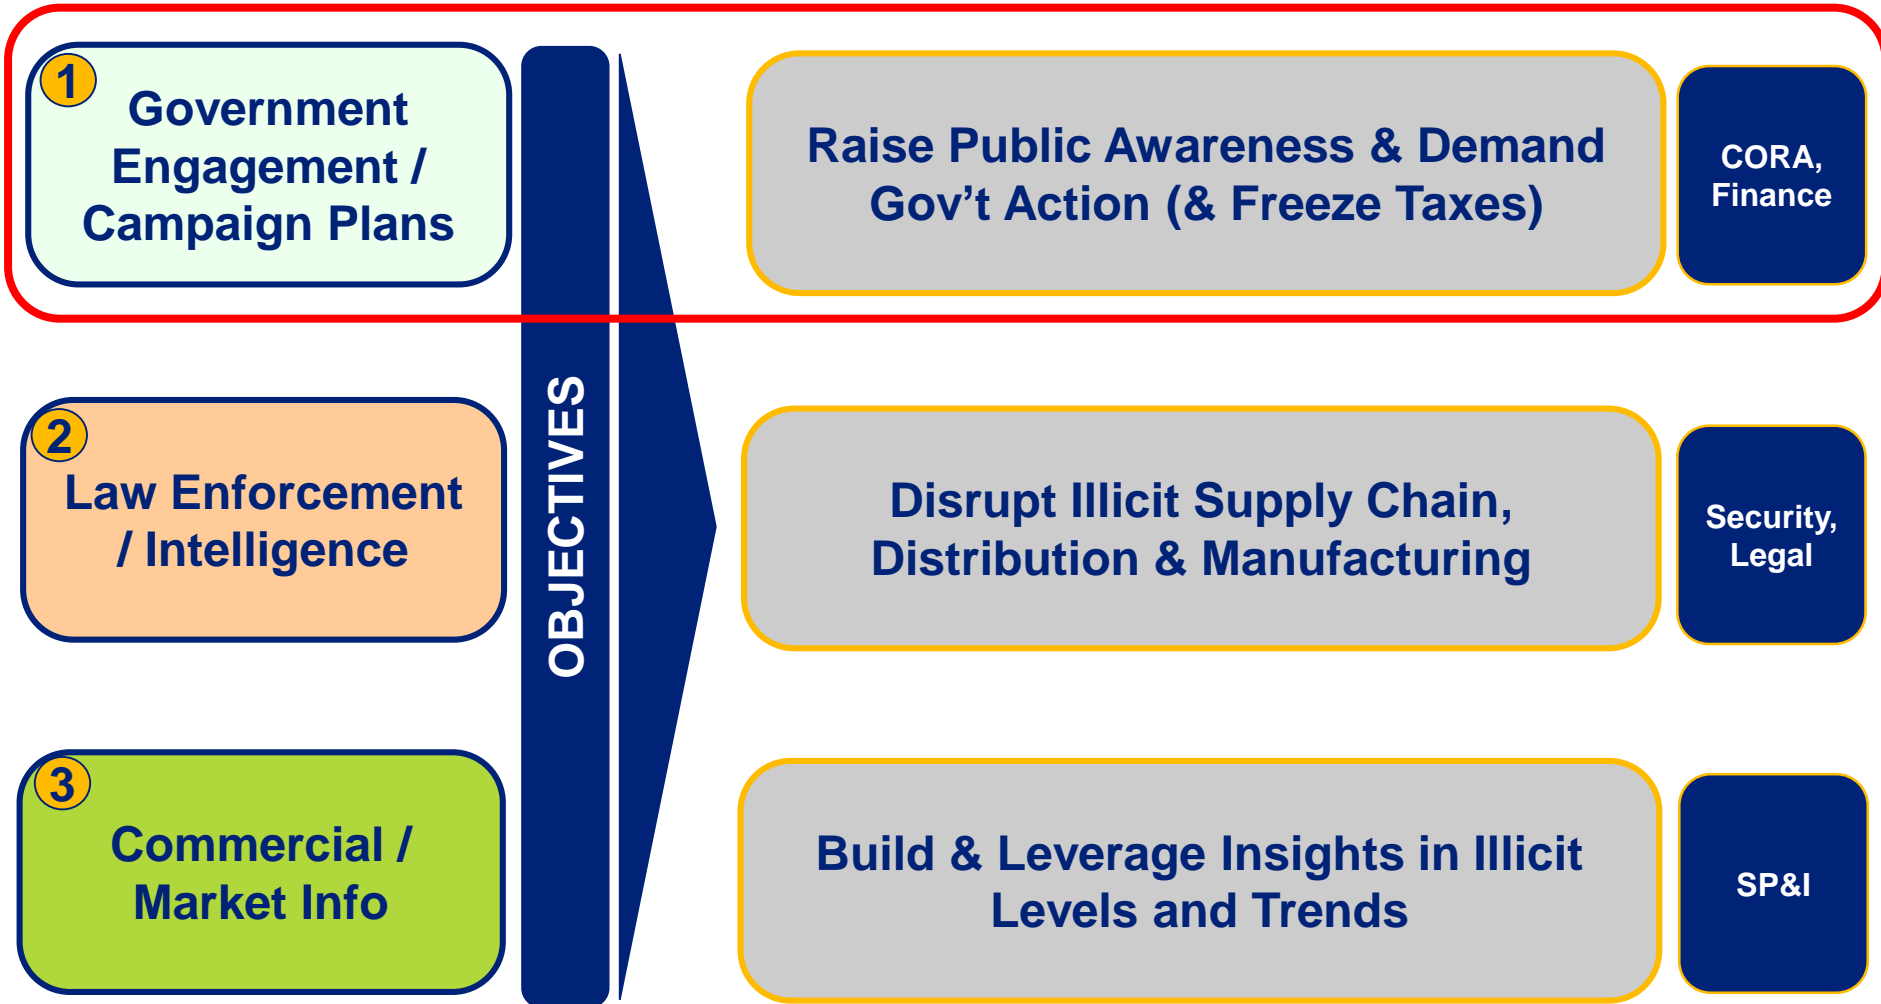 1
Government
Engagement /
Campaign Plans
Raise Public Awareness & Demand
Gov’t Action (& Freeze Taxes)
CORA,
Finance
OBJECTIVES
2
Law Enforcement
/ Intelligence
Disrupt Illicit Supply Chain,
Distribution & Manufacturing
Security,
Legal
3
Commercial /
Market Info
Build & Leverage Insights in Illicit
Levels and Trends
SP&I